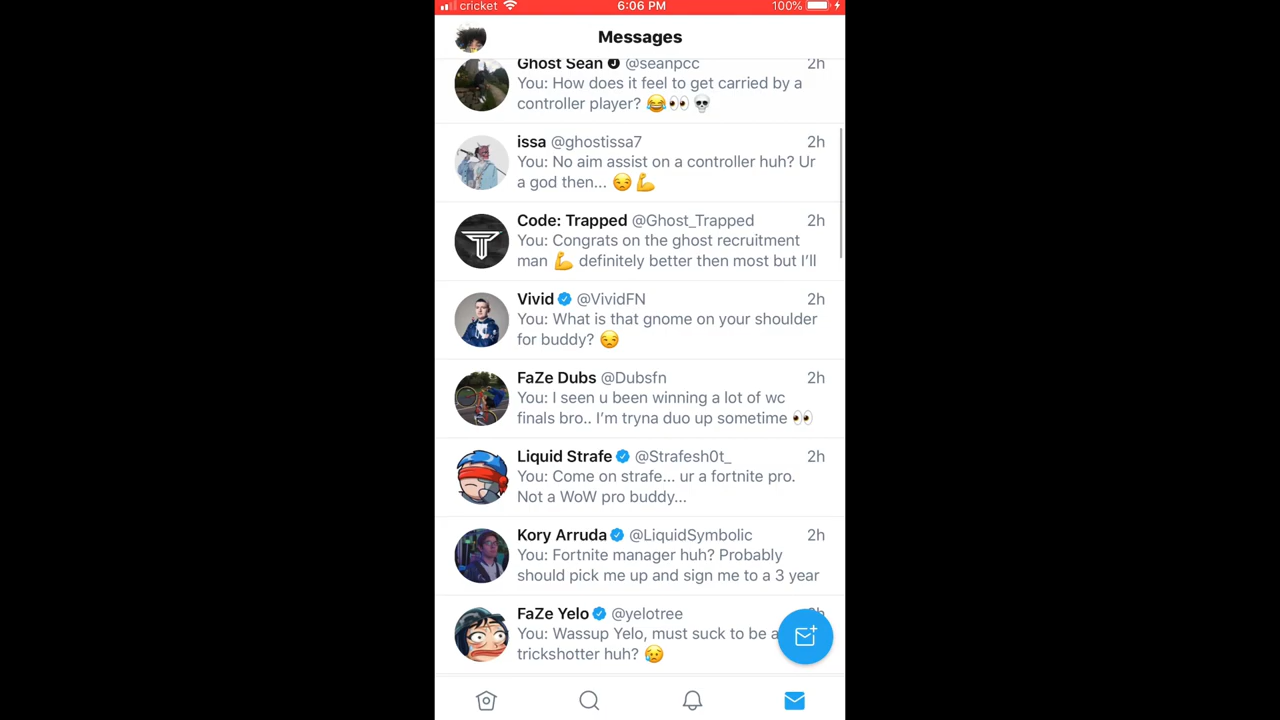 cricket 6:06 PM 100%
Messages
Ghost Sean @seanpcc 2h
You: How does it feel to get carried by a
controller player? 😂👀💀
issa @ghostissa7 2h
You: No aim assist on a controller huh? Ur
a god then... 😒💪
Code: Trapped @Ghost_Trapped 2h
You: Congrats on the ghost recruitment
man 💪 definitely better then most but I’ll
Vivid @VividFN 2h
You: What is that gnome on your shoulder
for buddy? 😒
FaZe Dubs @Dubsfn 2h
You: I seen u been winning a lot of wc
finals bro.. I’m tryna duo up sometime 👀
Liquid Strafe @Strafesh0t_ 2h
You: Come on strafe... ur a fortnite pro.
Not a WoW pro buddy...
Kory Arruda @LiquidSymbolic 2h
You: Fortnite manager huh? Probably
should pick me up and sign me to a 3 year
FaZe Yelo @yelotree
You: Wassup Yelo, must suck to be a
trickshotter huh? 😥